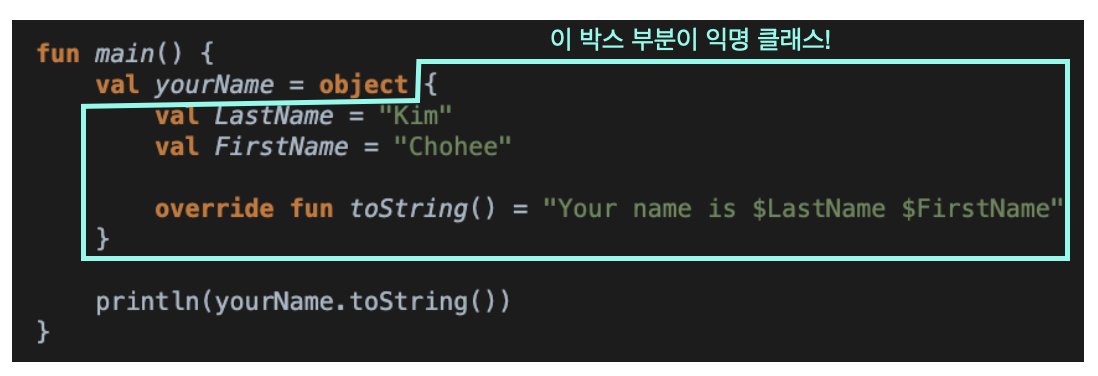 이 박스 부분이 익명 클래스!
fun main() {
val yourName = object {
val LastName = "Kim"
val FirstName = "Chohee"
override fun toString() = "Your name is $LastName $FirstName"
}
println(yourName.toString())
}